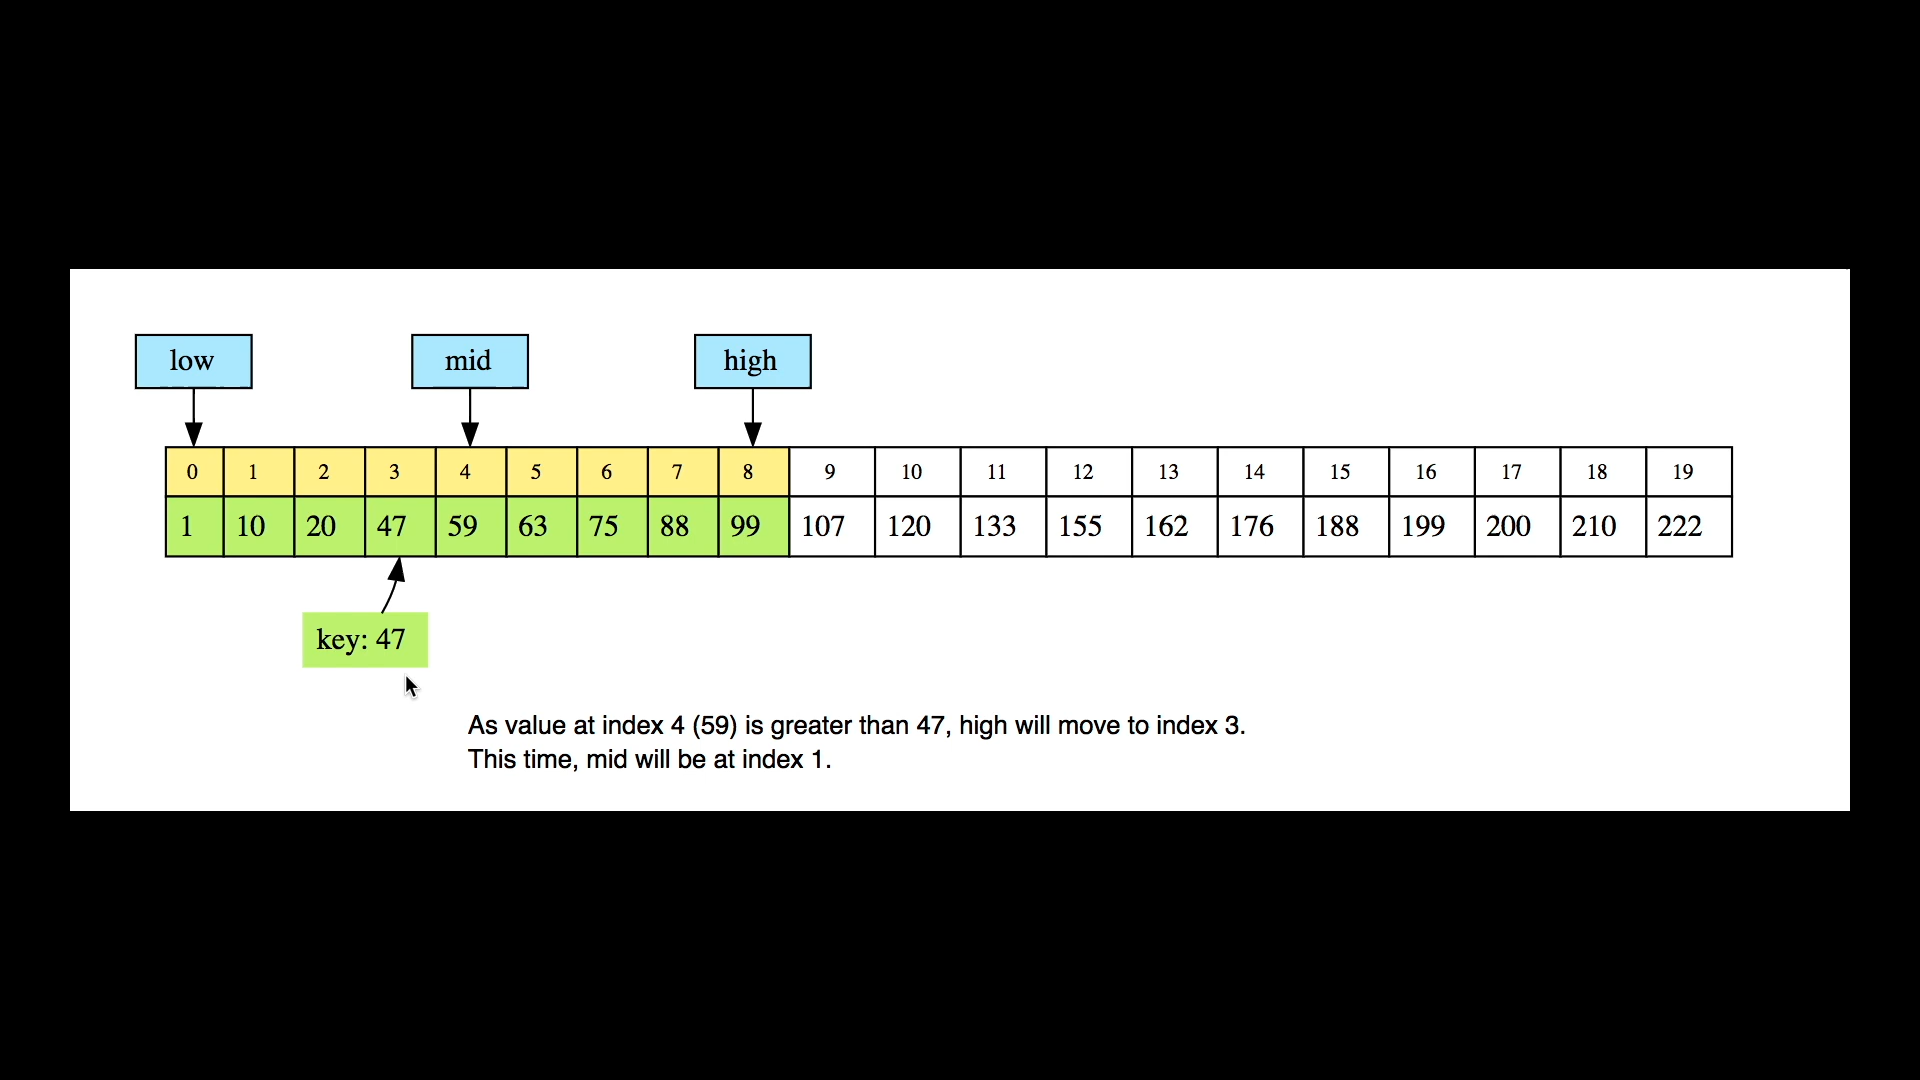 low mid high
0 1 2 3 4 5 6 7 8 9 10 11 12 13 14 15 16 17 18 19
1 10 20 47 59 63 75 88 99 107 120 133 155 162 176 188 199 200 210 222
key: 47
As value at index 4 (59) is greater than 47, high will move to index 3.
This time, mid will be at index 1.